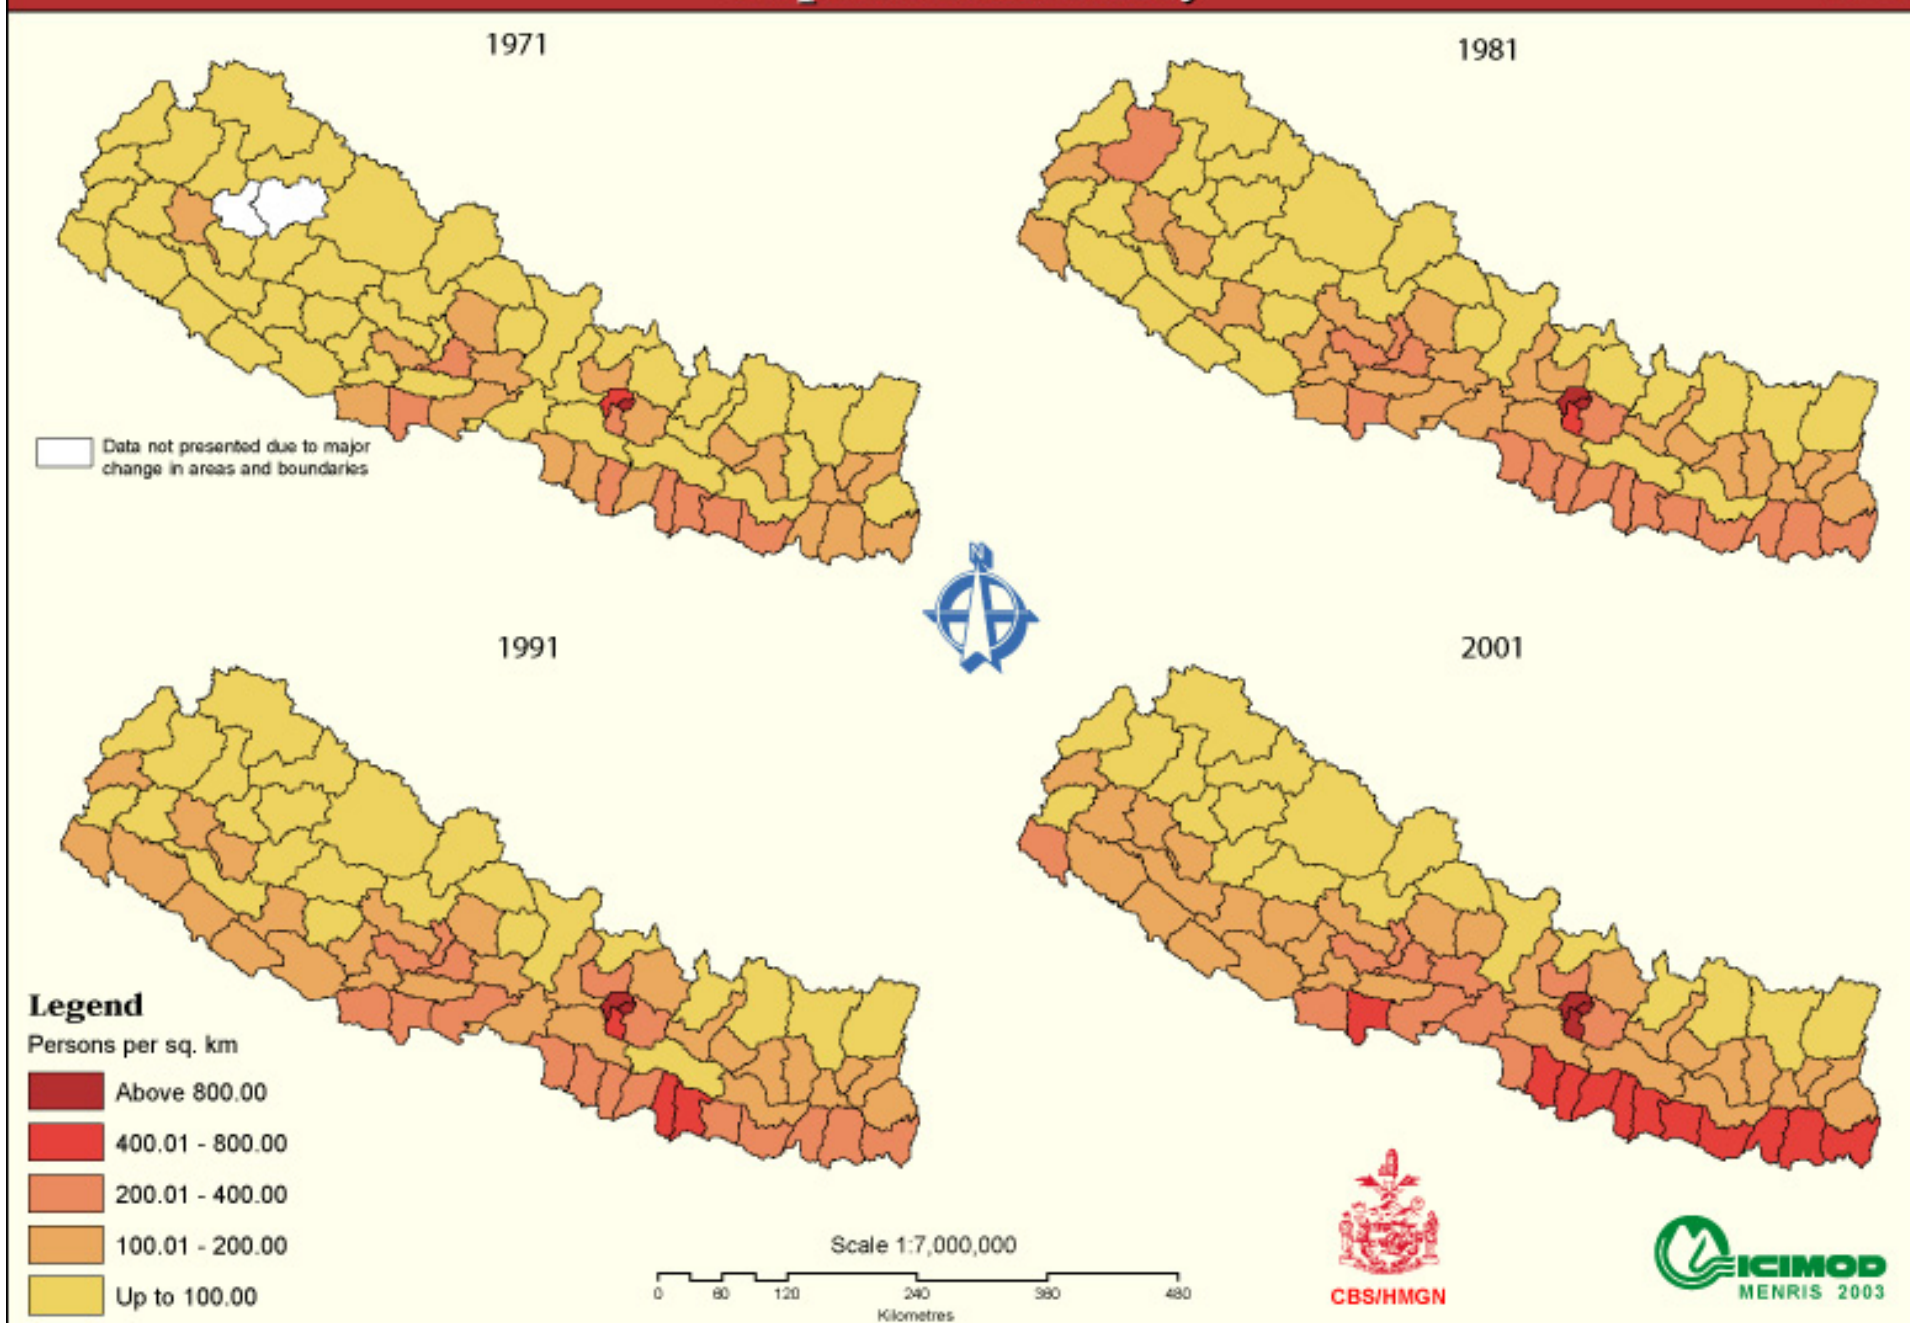 1971
1981
Data not presented due to major
change in areas and boundaries
N
1991
2001
Legend
Persons per sq. km
Above 800.00
400.01 - 800.00
200.01 - 400.00
100.01 - 200.00
Up to 100.00
Scale 1:7,000,000
0 60 120 240 360 480
Kilometres
CBS/HMGN
ICIMOD
MENRIS 2003